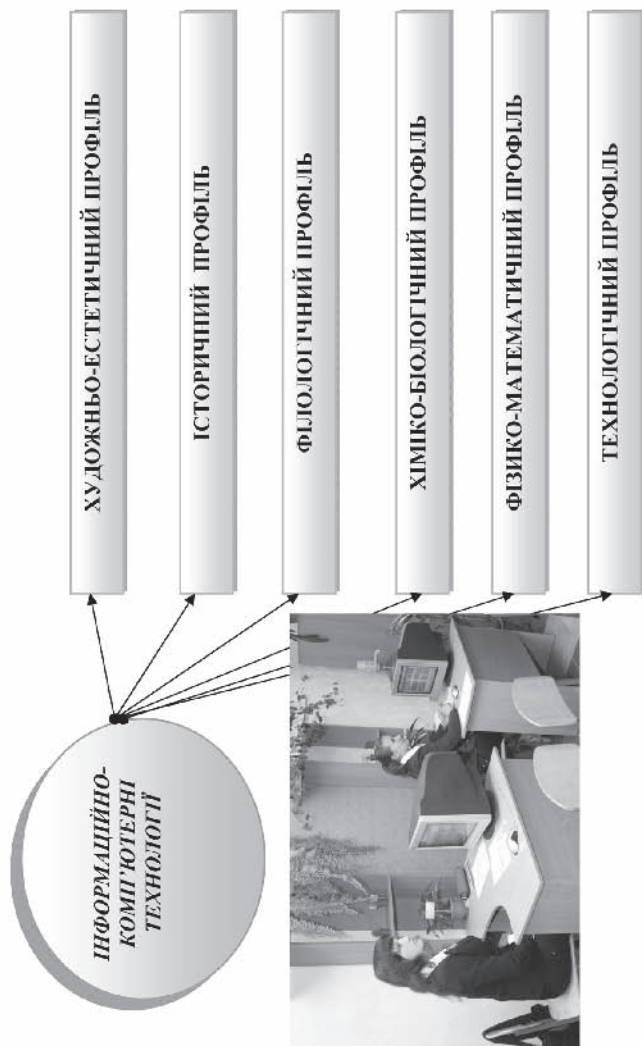 ІНФОРМАЦІЙНО-
КОМП'ЮТЕРНІ
ТЕХНОЛОГІЇ
ХУДОЖНЬО-ЕСТЕТИЧНИЙ ПРОФІЛЬ
ІСТОРИЧНИЙ ПРОФІЛЬ
ФІЛОЛОГІЧНИЙ ПРОФІЛЬ
ХІМІКО-БІОЛОГІЧНИЙ ПРОФІЛЬ
ФІЗИКО-МАТЕМАТИЧНИЙ ПРОФІЛЬ
ТЕХНОЛОГІЧНИЙ ПРОФІЛЬ